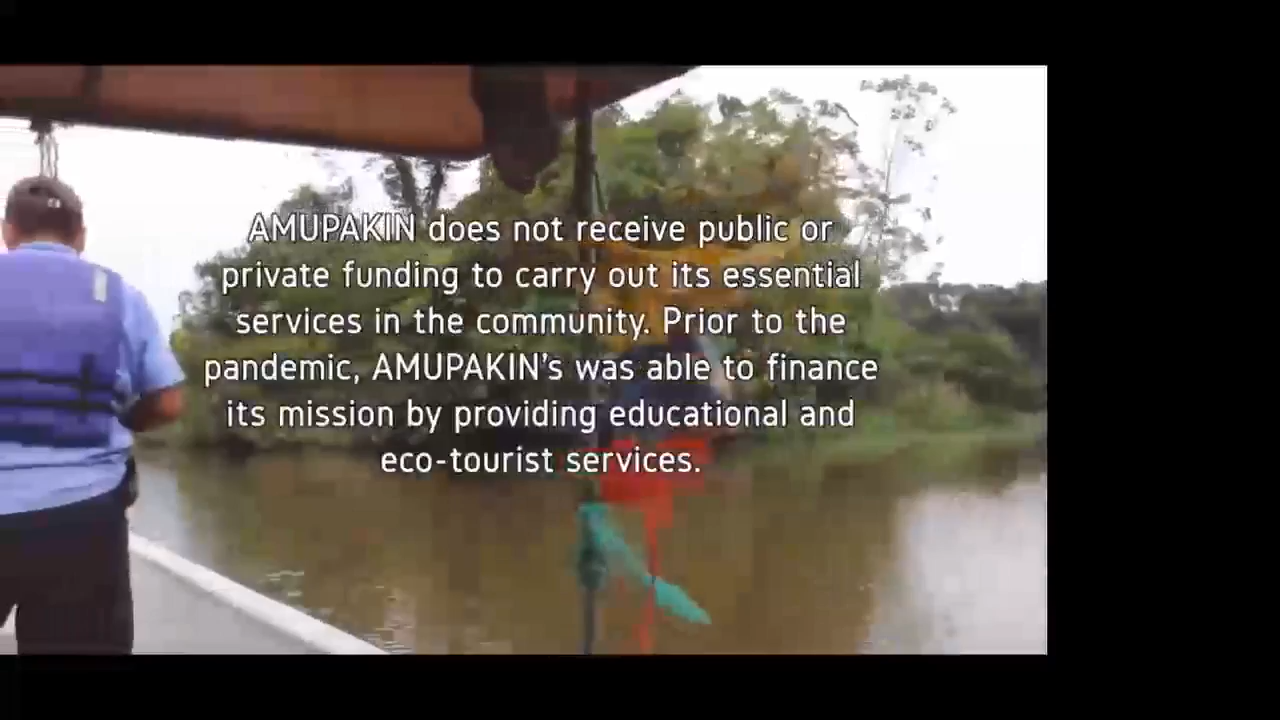 AMUPAKIN does not receive public or
private funding to carry out its essential
services in the community. Prior to the
pandemic, AMUPAKIN's was able to finance
its mission by providing educational and
eco-tourist services.